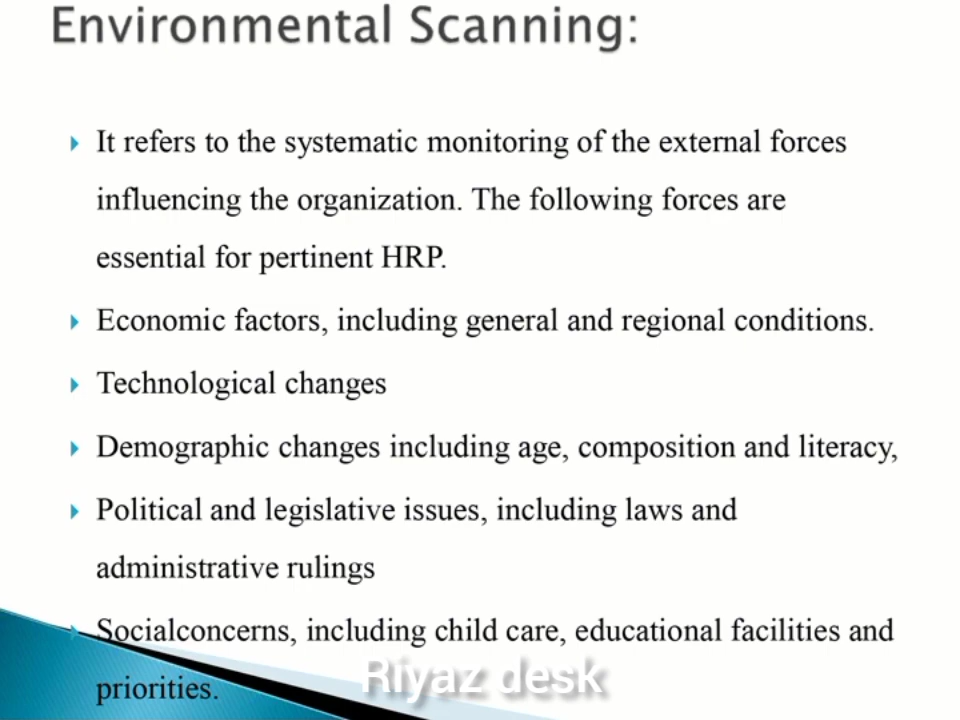 Environmental Scanning:
It refers to the systematic monitoring of the external forces
influencing the organization. The following forces are
essential for pertinent HRP.
Economic factors, including general and regional conditions.
Technological changes
Demographic changes including age, composition and literacy,
Political and legislative issues, including laws and
administrative rulings
Socialconcerns, including child care, educational facilities and
priorities.
Riyaz desk